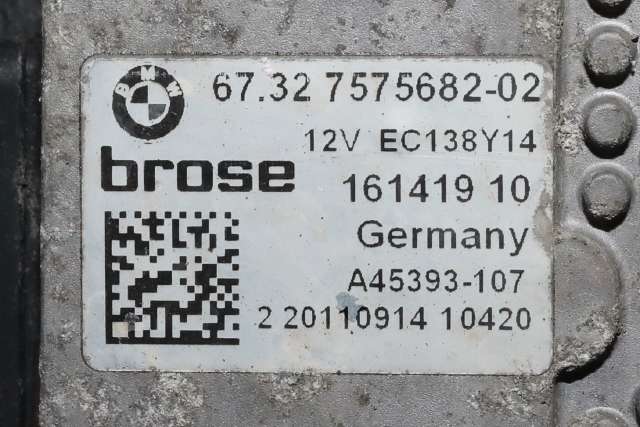 BMW
67.32 7575682-02
12V EC138Y14
brose
161419 10
Germany
A45393-107
2 20110914 10420